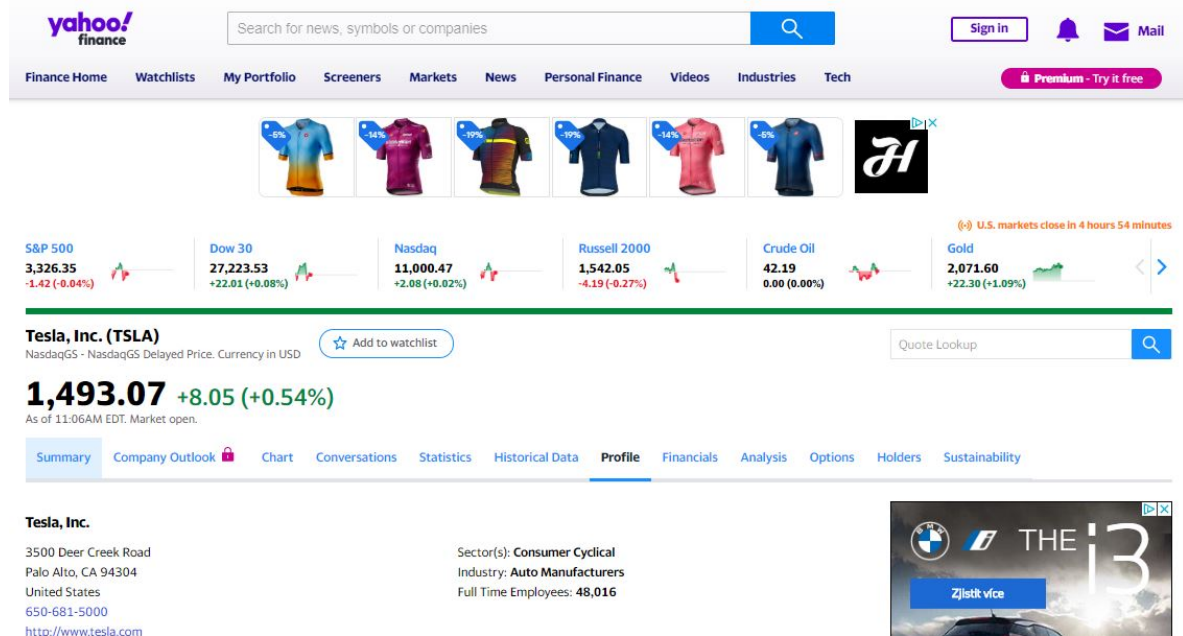 yahoo!
finance
Search for news, symbols or companies
Sign in
Mail
Finance Home Watchlists My Portfolio Screeners Markets News Personal Finance Videos Industries Tech
Premium - Try it free
-6% -14% -19% -19% -14% -6%
H
U.S. markets close in 4 hours 54 minutes
S&P 500
3,326.35
-1.42 (-0.04%)
Dow 30
27,223.53
+22.01 (+0.08%)
Nasdaq
11,000.47
+2.08 (+0.02%)
Russell 2000
1,542.05
-4.19 (-0.27%)
Crude Oil
42.19
0.00 (0.00%)
Gold
2,071.60
+22.30 (+1.09%)
Tesla, Inc. (TSLA)
NasdaqGS - NasdaqGS Delayed Price. Currency in USD
Add to watchlist
Quote Lookup
1,493.07 +8.05 (+0.54%)
As of 11:06AM EDT. Market open.
Summary Company Outlook Chart Conversations Statistics Historical Data Profile Financials Analysis Options Holders Sustainability
Tesla, Inc.
3500 Deer Creek Road
Palo Alto, CA 94304
United States
650-681-5000
http://www.tesla.com
Sector(s): Consumer Cyclical
Industry: Auto Manufacturers
Full Time Employees: 48,016
BMW i THE i3
Zjistit více